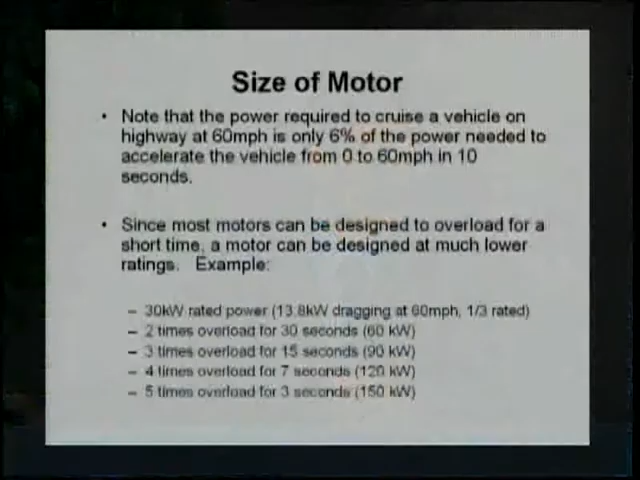 Size of Motor
• Note that the power required to cruise a vehicle on
highway at 60mph is only 6% of the power needed to
accelerate the vehicle from 0 to 60mph in 10
seconds.
• Since most motors can be designed to overload for a
short time, a motor can be designed at much lower
ratings. Example:
– 30kW rated power (13.8kW dragging at 60mph, 1/3 rated)
– 2 times overload for 30 seconds (60 kW)
– 3 times overload for 15 seconds (90 kW)
– 4 times overload for 7 seconds (120 kW)
– 5 times overload for 3 seconds (150 kW)